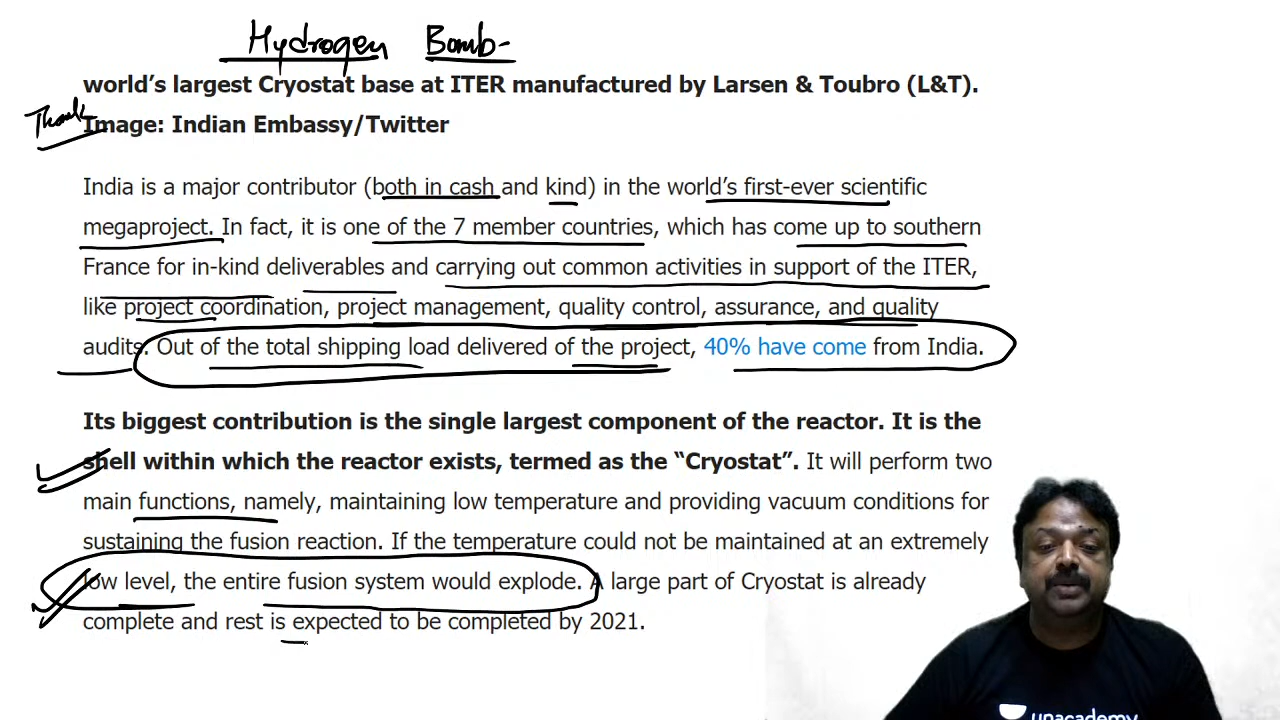 Hydrogen Bomb-
world's largest Cryostat base at ITER manufactured by Larsen & Toubro (L&T).
Thank
Image: Indian Embassy/Twitter
India is a major contributor (both in cash and kind) in the world's first-ever scientific
megaproject. In fact, it is one of the 7 member countries, which has come up to southern
France for in-kind deliverables and carrying out common activities in support of the ITER,
like project coordination, project management, quality control, assurance, and quality
audits. Out of the total shipping load delivered of the project, 40% have come from India.
Its biggest contribution is the single largest component of the reactor. It is the
shell within which the reactor exists, termed as the “Cryostat”. It will perform two
main functions, namely, maintaining low temperature and providing vacuum conditions for
sustaining the fusion reaction. If the temperature could not be maintained at an extremely
low level, the entire fusion system would explode. A large part of Cryostat is already
complete and rest is expected to be completed by 2021.
unacademy